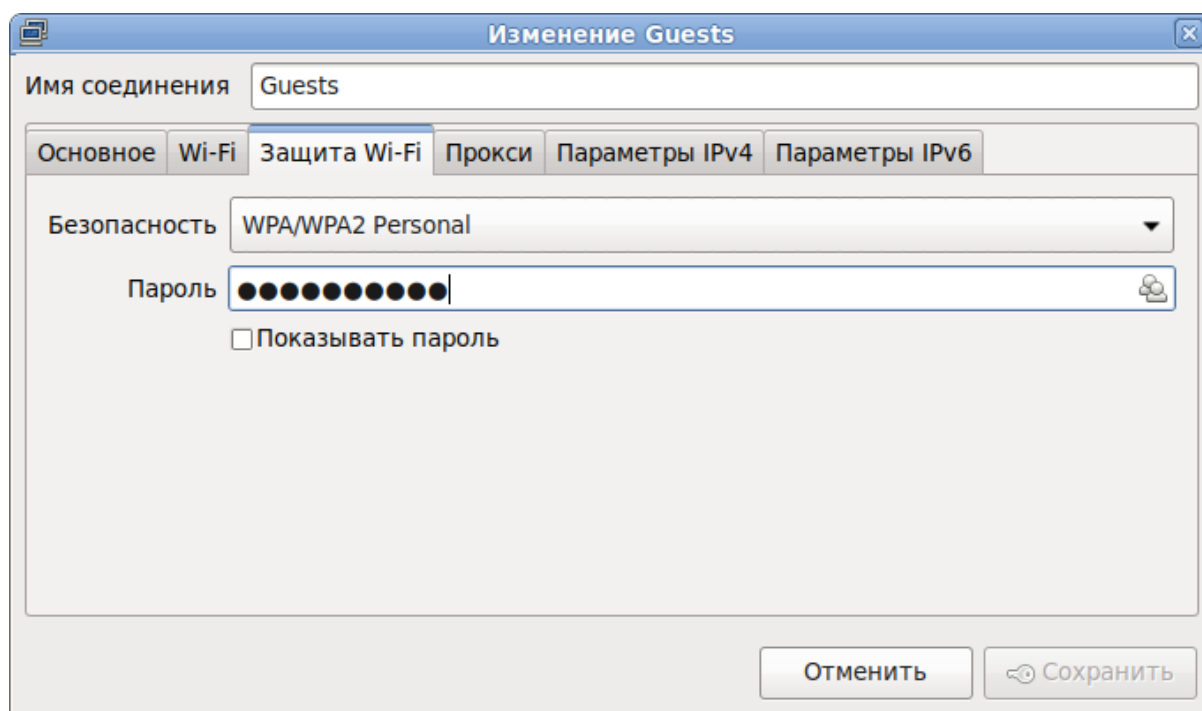 Изменение Guests
Имя соединения Guests
Основное Wi-Fi Защита Wi-Fi Прокси Параметры IPv4 Параметры IPv6
Безопасность WPA/WPA2 Personal
Пароль ●●●●●●●●●●
Показывать пароль
Отменить Сохранить